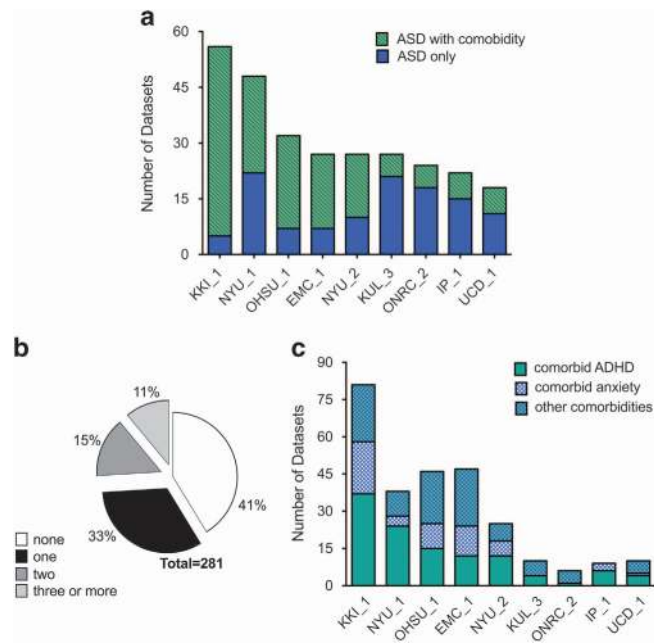 a
60
45
30
15
0
Number of Datasets
ASD with comobidity
ASD only
KKI_1
NYU_1
OHSU_1
EMC_1
NYU_2
KUL_3
ONRC_2
IP_1
UCD_1
b
11%
15%
33%
41%
none
one
two
three or more
Total=281
c
90
75
60
45
30
15
0
Number of Datasets
comorbid ADHD
comorbid anxiety
other comorbidities
KKI_1
NYU_1
OHSU_1
EMC_1
NYU_2
KUL_3
ONRC_2
IP_1
UCD_1